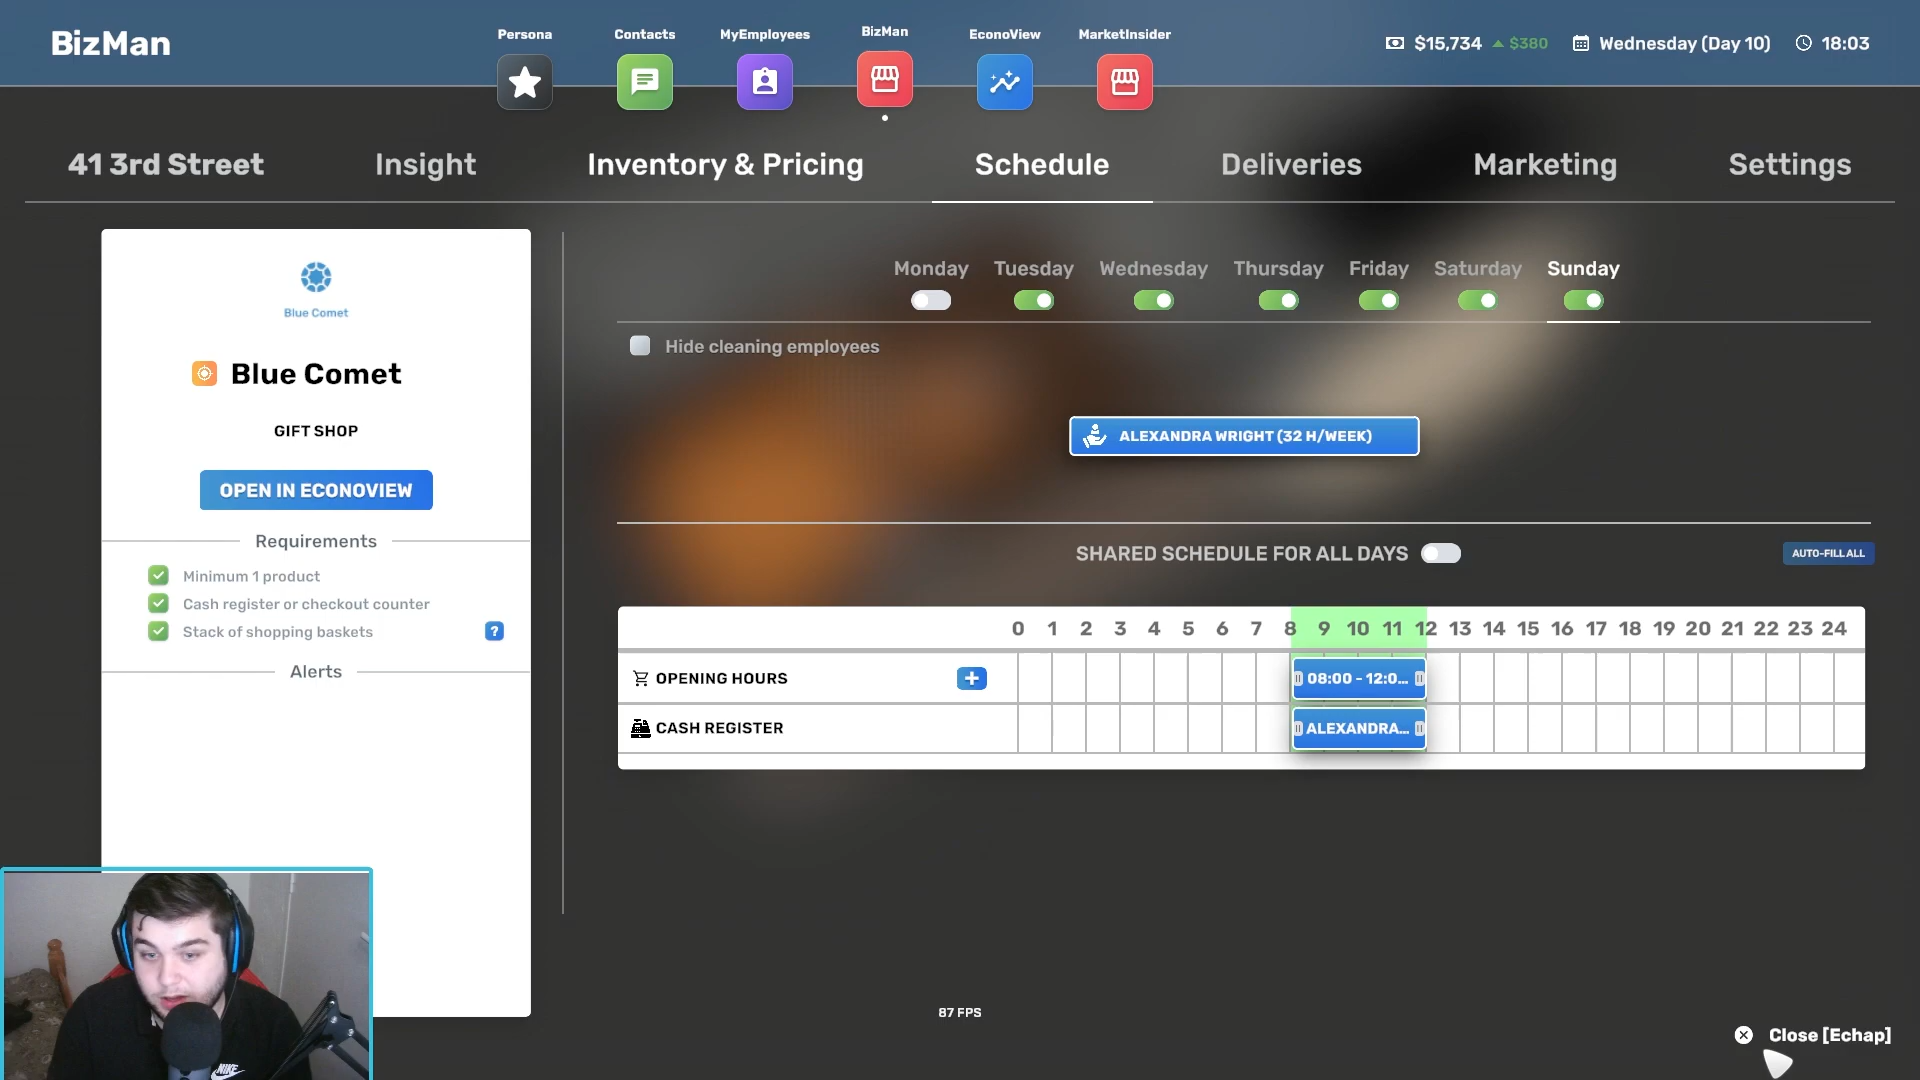 BizMan
Persona
Contacts
MyEmployees
BizMan
EconoView
MarketInsider
$15,734 $380
Wednesday (Day 10)
18:03
41 3rd Street
Insight
Inventory & Pricing
Schedule
Deliveries
Marketing
Settings
Blue Comet
Blue Comet
GIFT SHOP
OPEN IN ECONOVIEW
Requirements
Minimum 1 product
Cash register or checkout counter
Stack of shopping baskets ?
Alerts
Monday Tuesday Wednesday Thursday Friday Saturday Sunday
Hide cleaning employees
ALEXANDRA WRIGHT (32 H/WEEK)
SHARED SCHEDULE FOR ALL DAYS
AUTO-FILL ALL
0 1 2 3 4 5 6 7 8 9 10 11 12 13 14 15 16 17 18 19 20 21 22 23 24
OPENING HOURS
08:00 - 12:0...
CASH REGISTER
ALEXANDRA...
NIKE
87 FPS
Close [Echap]